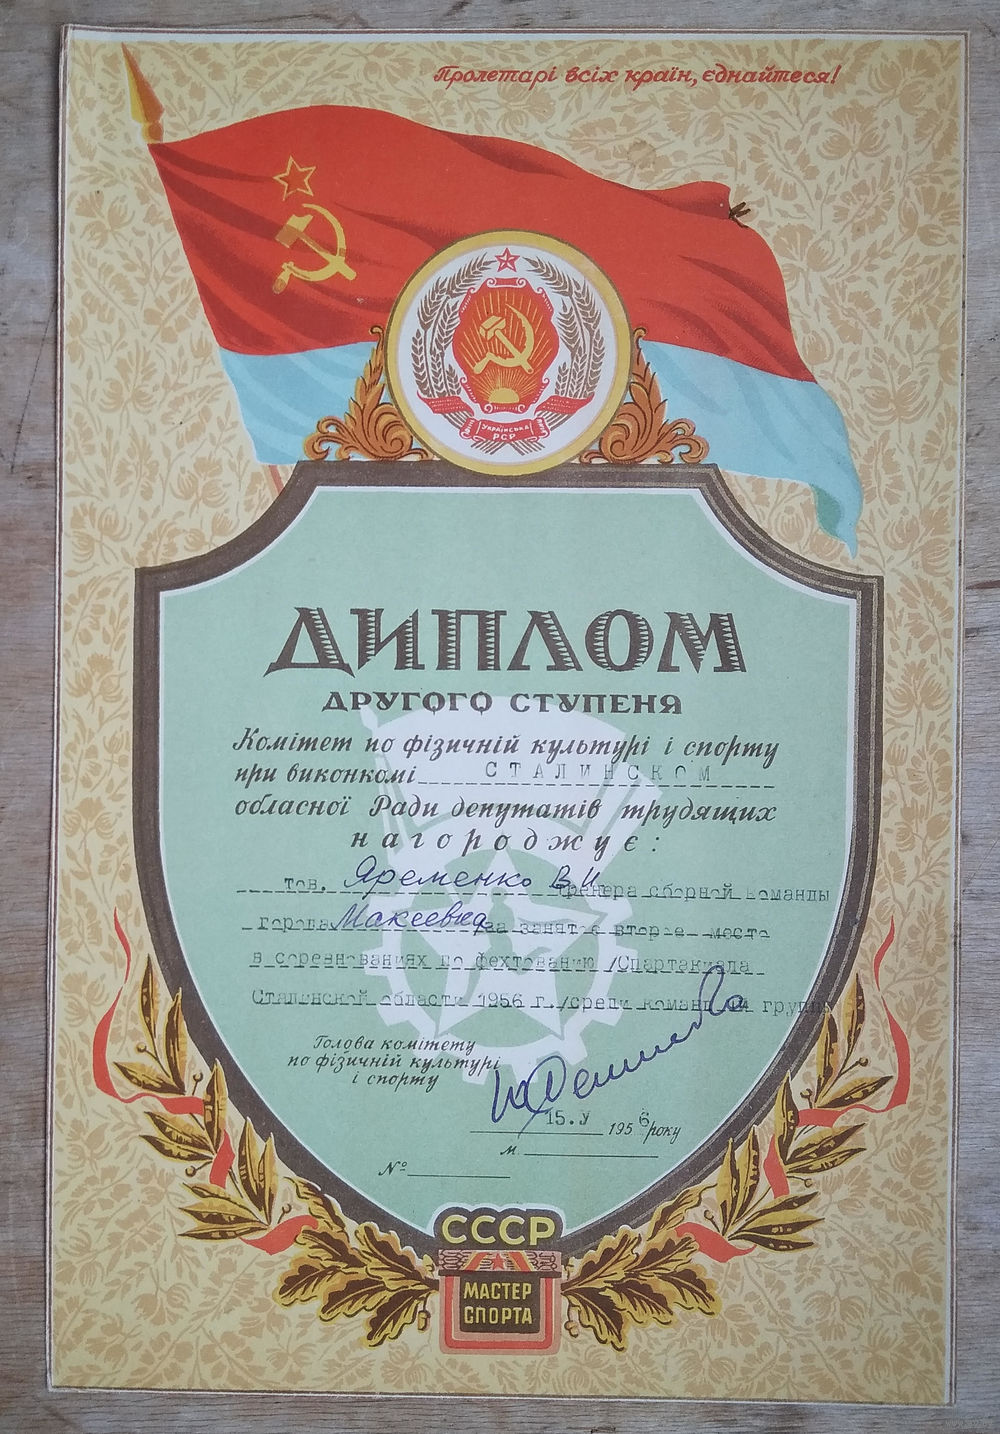 Пролетарі всіх країн, єднайтеся!
УКРАЇНСЬКА
РСР
ДИПЛОМ
ДРУГОГО СТУПЕНЯ
Комітет по фізичній культурі і спорту
при виконкомі СТАЛИНСКОМ
обласної Ради депутатів трудящих
нагороджує:
тов. Яременко В И тренера сборной команды
города Макеевка /за занятое второе место
в соревнованиях по фехтованию /Спартакиада
Сталинской области 1956 г./среди команд группы
Голова комітету
по фізичній культурі
і спорту
15.У 1956 року
м
№
СССР
МАСТЕР
СПОРТА